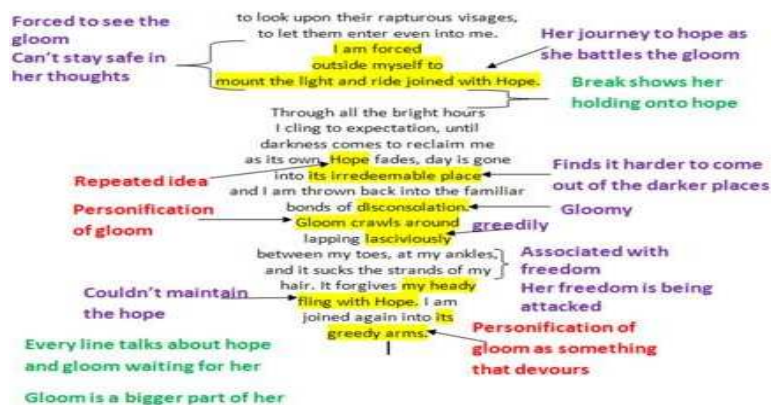 Forced to see the
gloom
Can't stay safe in
her thoughts
to look upon their rapturous visages,
to let them enter even into me.
I am forced
outside myself to
mount the light and ride joined with Hope.
Her journey to hope as
she battles the gloom
Break shows her
holding onto hope
Through all the bright hours
I cling to expectation, until
darkness comes to reclaim me
as its own. Hope fades, day is gone
into its irredeemable place
and I am thrown back into the familiar
bonds of disconsolation.
Gloom crawls around
lapping lasciviously
between my toes, at my ankles,
and it sucks the strands of my
hair. It forgives my heady
fling with Hope. I am
joined again into its
greedy arms.
Repeated idea
Personification
of gloom
Finds it harder to come
out of the darker places
Gloomy
greedily
Associated with
freedom
Her freedom is being
attacked
Couldn't maintain
the hope
Personification of
gloom as something
that devours
Every line talks about hope
and gloom waiting for her
Gloom is a bigger part of her